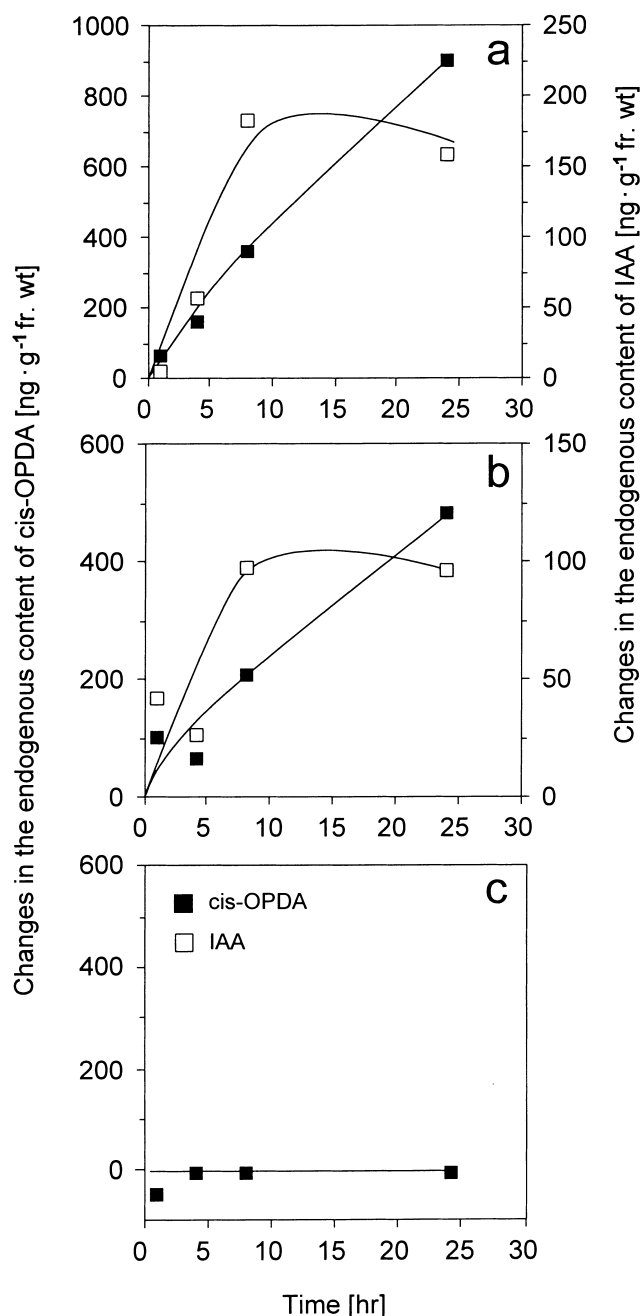 Changes in the endogenous content of cis-OPDA [ng·g⁻¹ fr. wt]
Changes in the endogenous content of IAA [ng·g⁻¹ fr. wt]
a
1000
800
600
400
200
0
250
200
150
100
50
0
0 5 10 15 20 25 30
b
600
400
200
0
150
100
50
0
0 5 10 15 20 25 30
c
cis-OPDA
IAA
600
400
200
0
0 5 10 15 20 25 30
Time [hr]